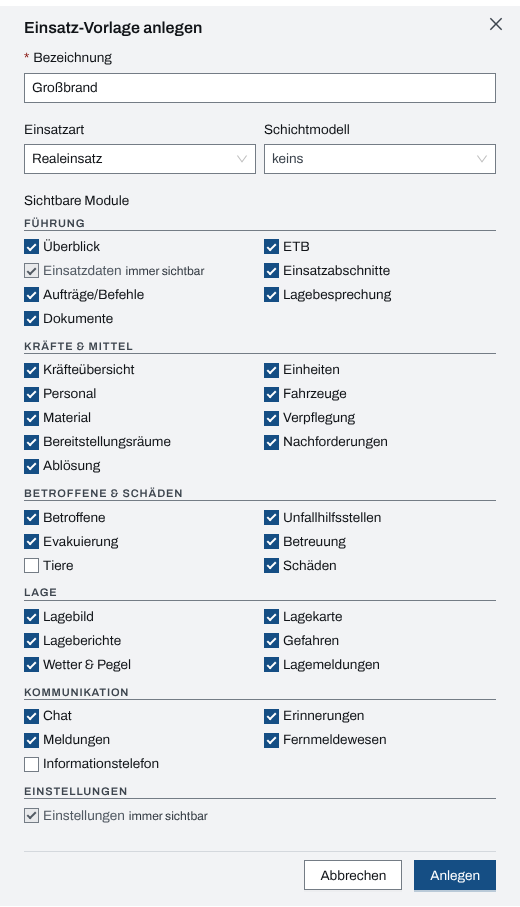 Einsatz-Vorlage anlegen
* Bezeichnung
Großbrand
Einsatzart Schichtmodell
Realeinsatz keins
Sichtbare Module
FÜHRUNG
Überblick ETB
Einsatzdaten immer sichtbar Einsatzabschnitte
Aufträge/Befehle Lagebesprechung
Dokumente
KRÄFTE & MITTEL
Kräfteübersicht Einheiten
Personal Fahrzeuge
Material Verpflegung
Bereitstellungsräume Nachforderungen
Ablösung
BETROFFENE & SCHÄDEN
Betroffene Unfallhilfsstellen
Evakuierung Betreuung
Tiere Schäden
LAGE
Lagebild Lagekarte
Lageberichte Gefahren
Wetter & Pegel Lagemeldungen
KOMMUNIKATION
Chat Erinnerungen
Meldungen Fernmeldewesen
Informationstelefon
EINSTELLUNGEN
Einstellungen immer sichtbar
Abbrechen Anlegen